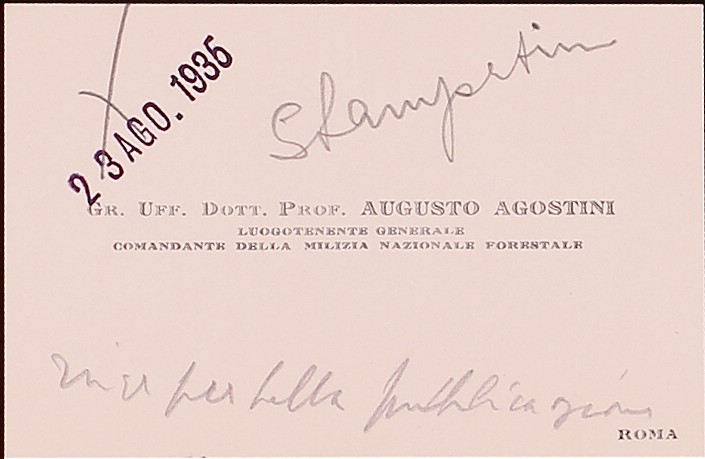 23 AGO. 1936
Stampatin
GR. UFF. DOTT. PROF. AUGUSTO AGOSTINI
LUOGOTENENTE GENERALE
COMANDANTE DELLA MILIZIA NAZIONALE FORESTALE
per bella pubblicazione
ROMA